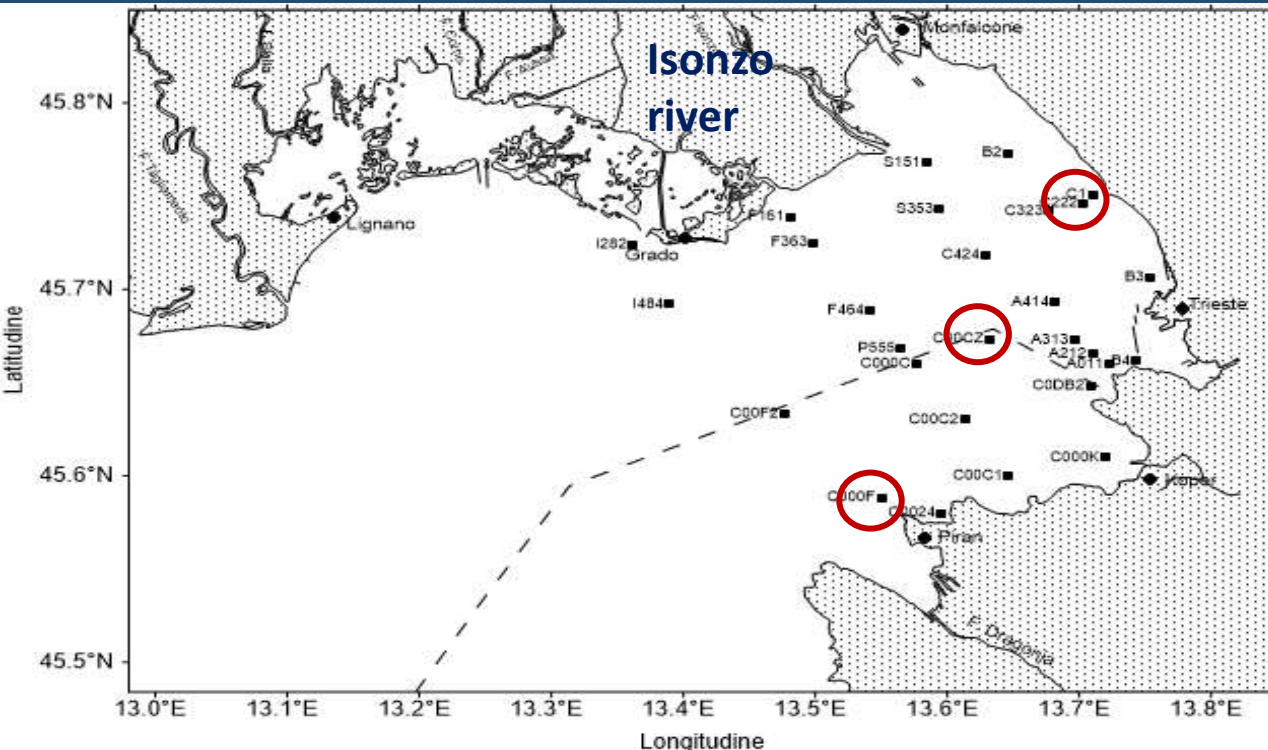 Monfalcone
Isonzo
river
45.8°N
B2
S151
C1
C222
C323
S353
F161
Lignano
F363
I282
Grado
C424
B3
45.7°N
I484
A414
Trieste
F464
C00CZ
A313
P555
A212
C000C
A011
B4
C0DB2
Latitudine
C00F2
C00C2
C000K
45.6°N
C00C1
Koper
C000F
C0024
Piran
F. Dragonja
45.5°N
13.0°E
13.1°E
13.2°E
13.3°E
13.4°E
13.5°E
13.6°E
13.7°E
13.8°E
Longitudine